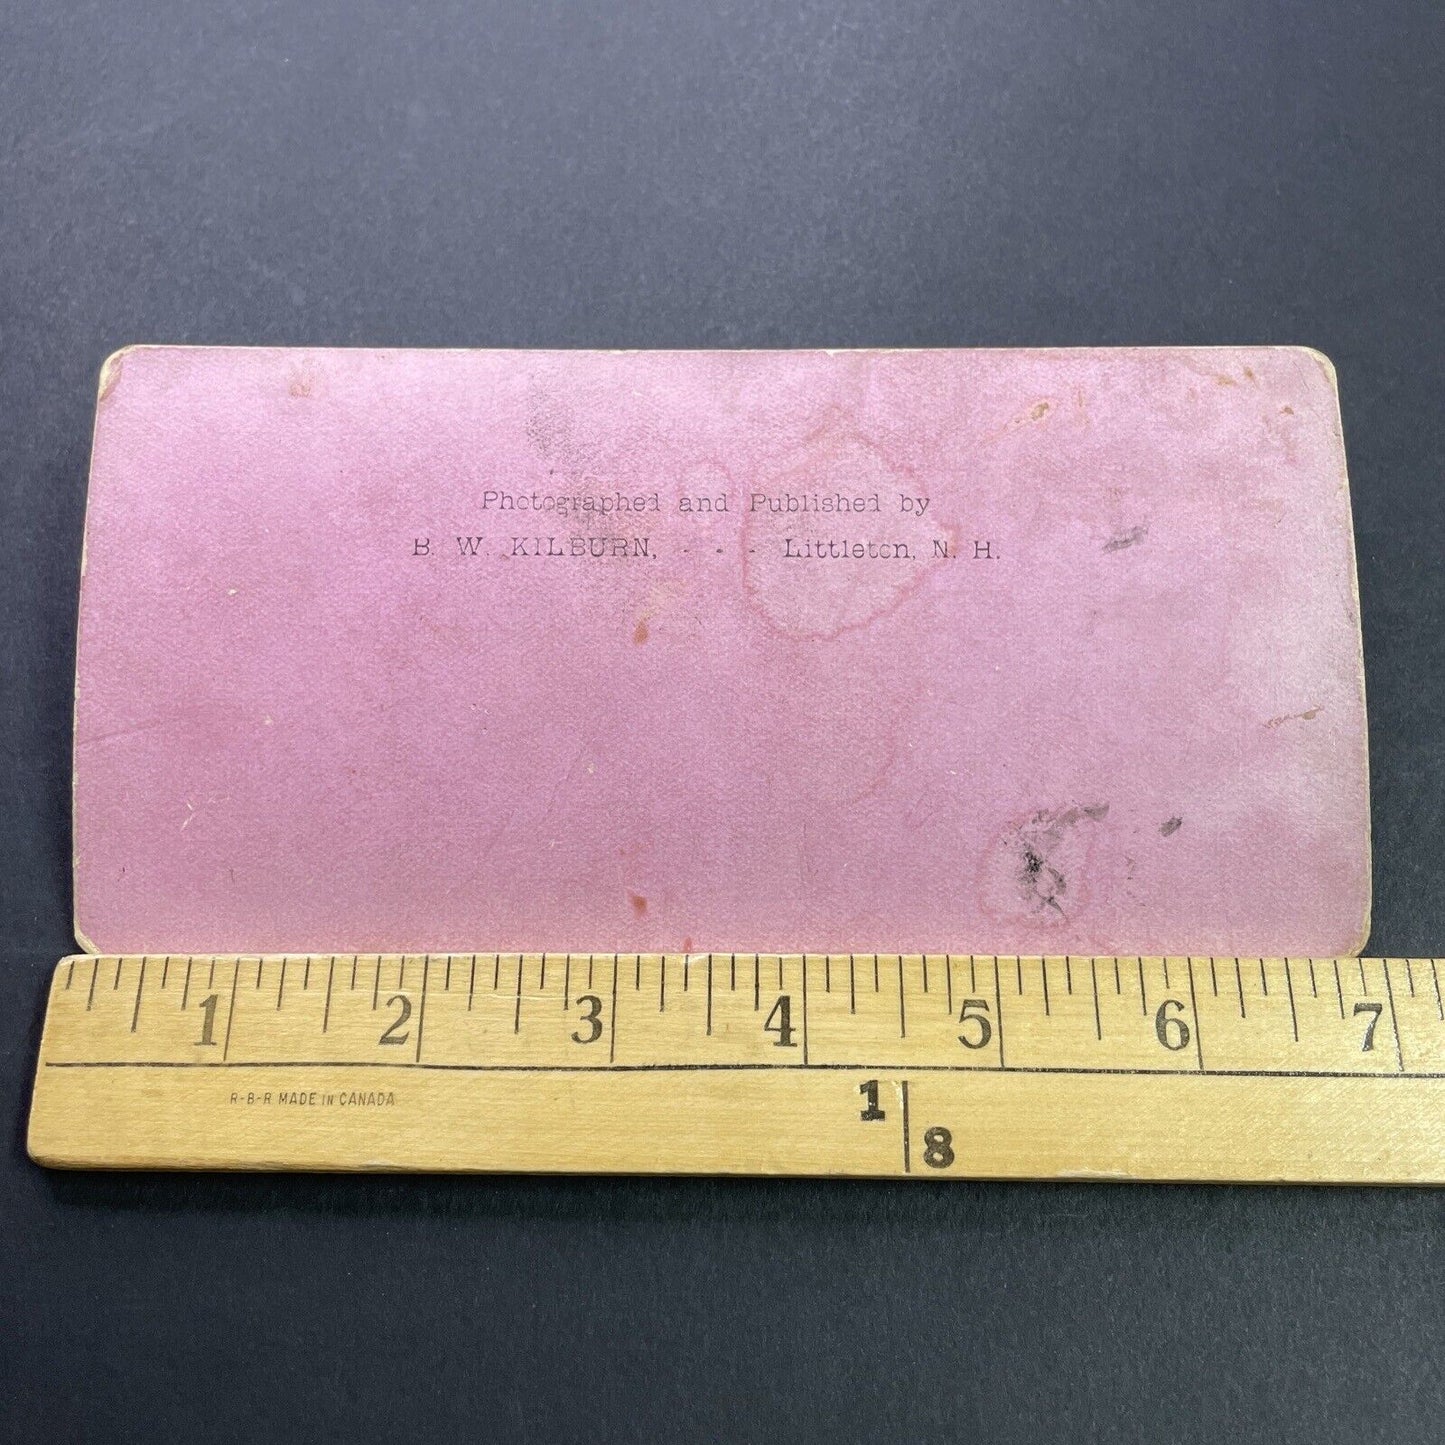 Photographed and Published by
B. W. KILBURN, - - - Littleton, N. H.
1 2 3 4 5 6 7
R-B-R MADE IN CANADA
1
8